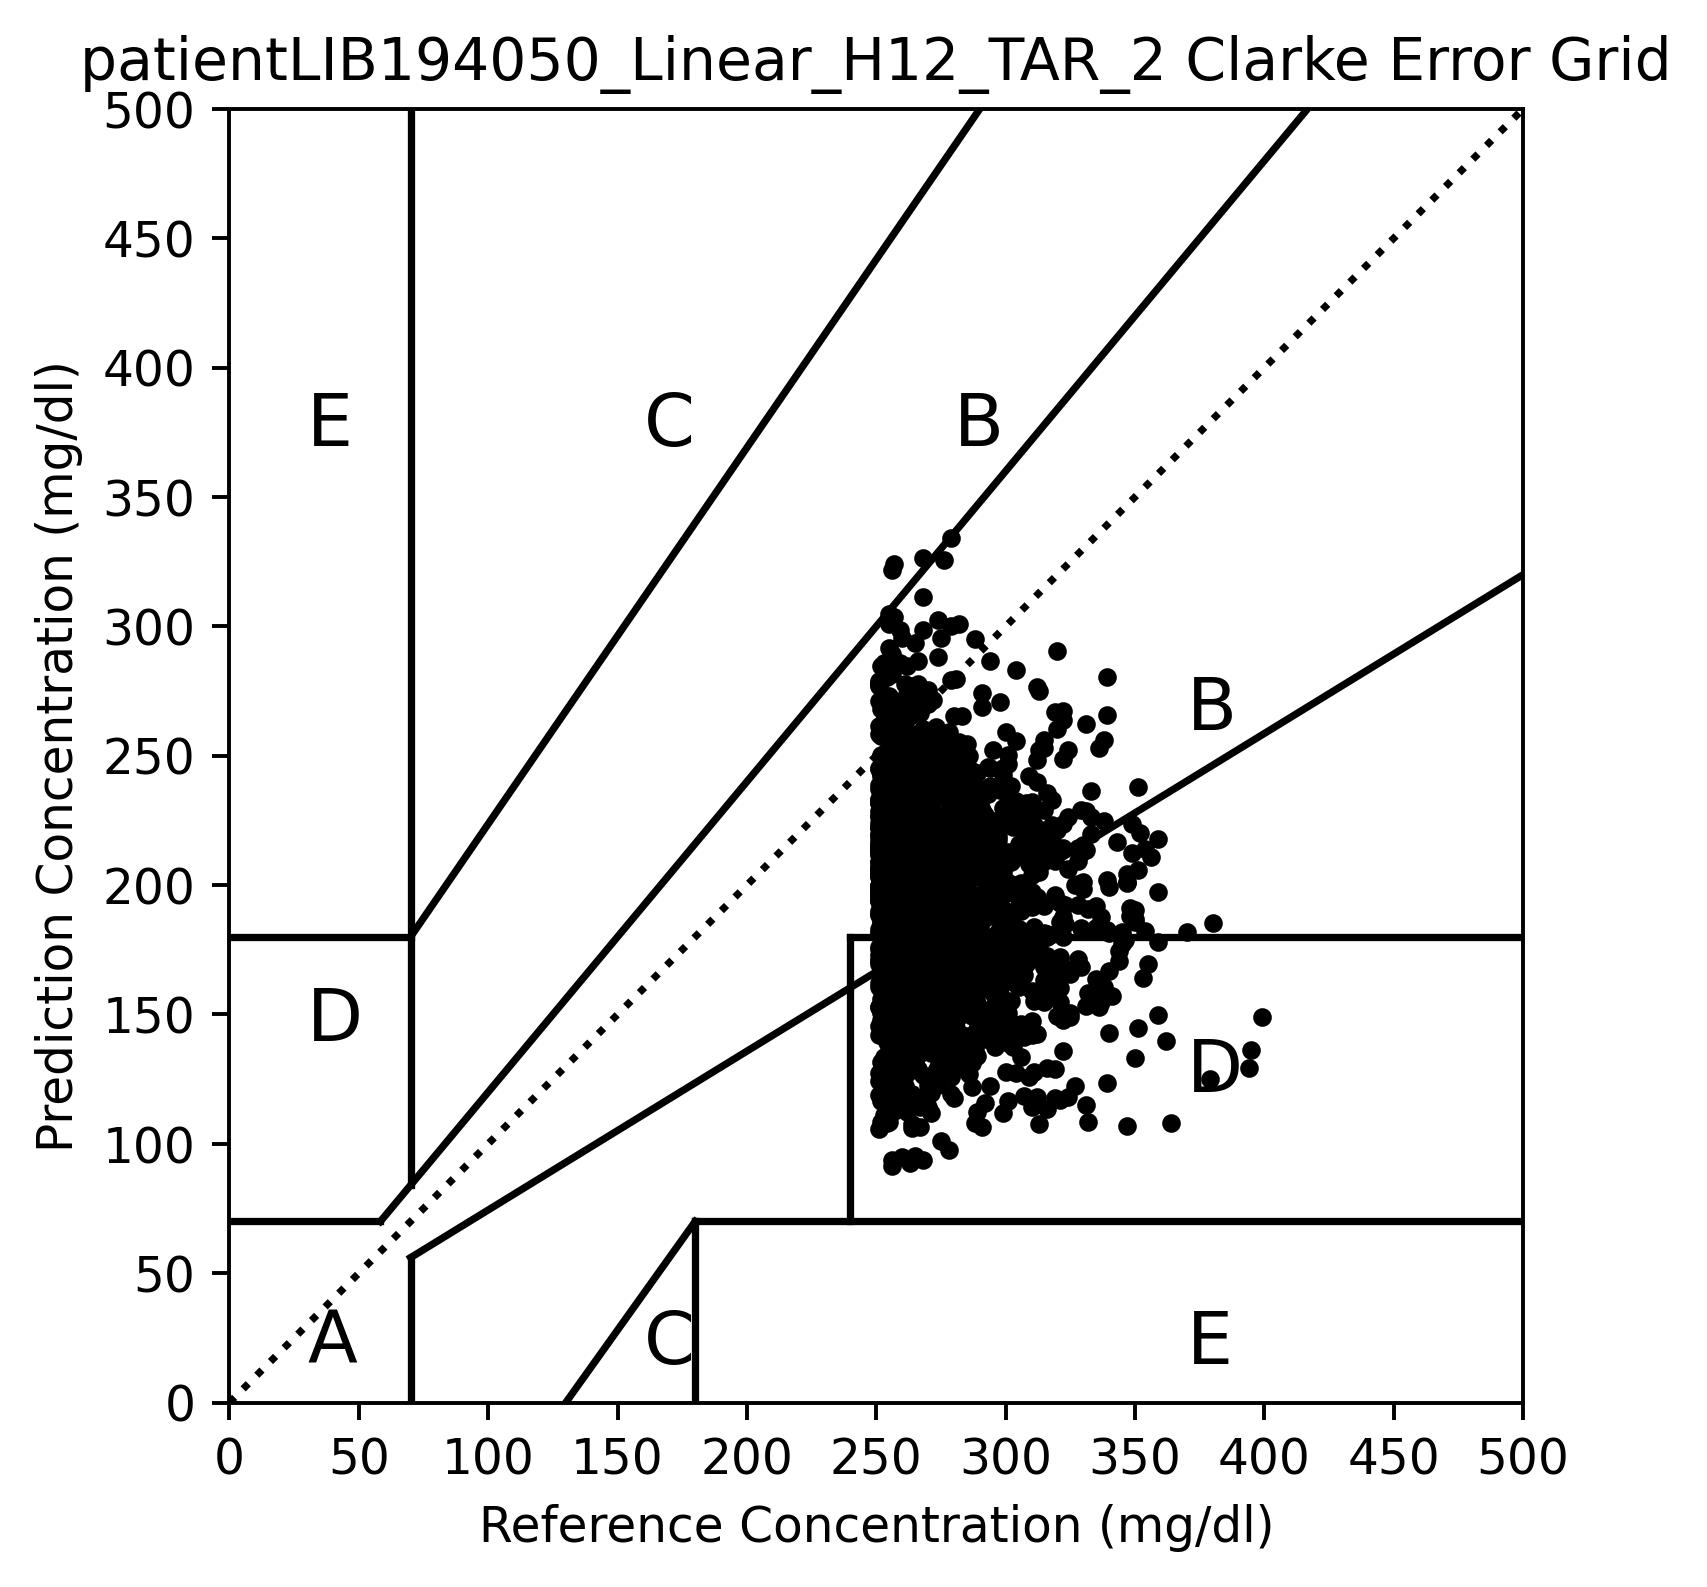 patientLIB194050_Linear_H12_TAR_2 Clarke Error Grid
Prediction Concentration (mg/dl)
500
450
400
350
300
250
200
150
100
50
0
E
C
B
B
D
D
A
C
E
0 50 100 150 200 250 300 350 400 450 500
Reference Concentration (mg/dl)